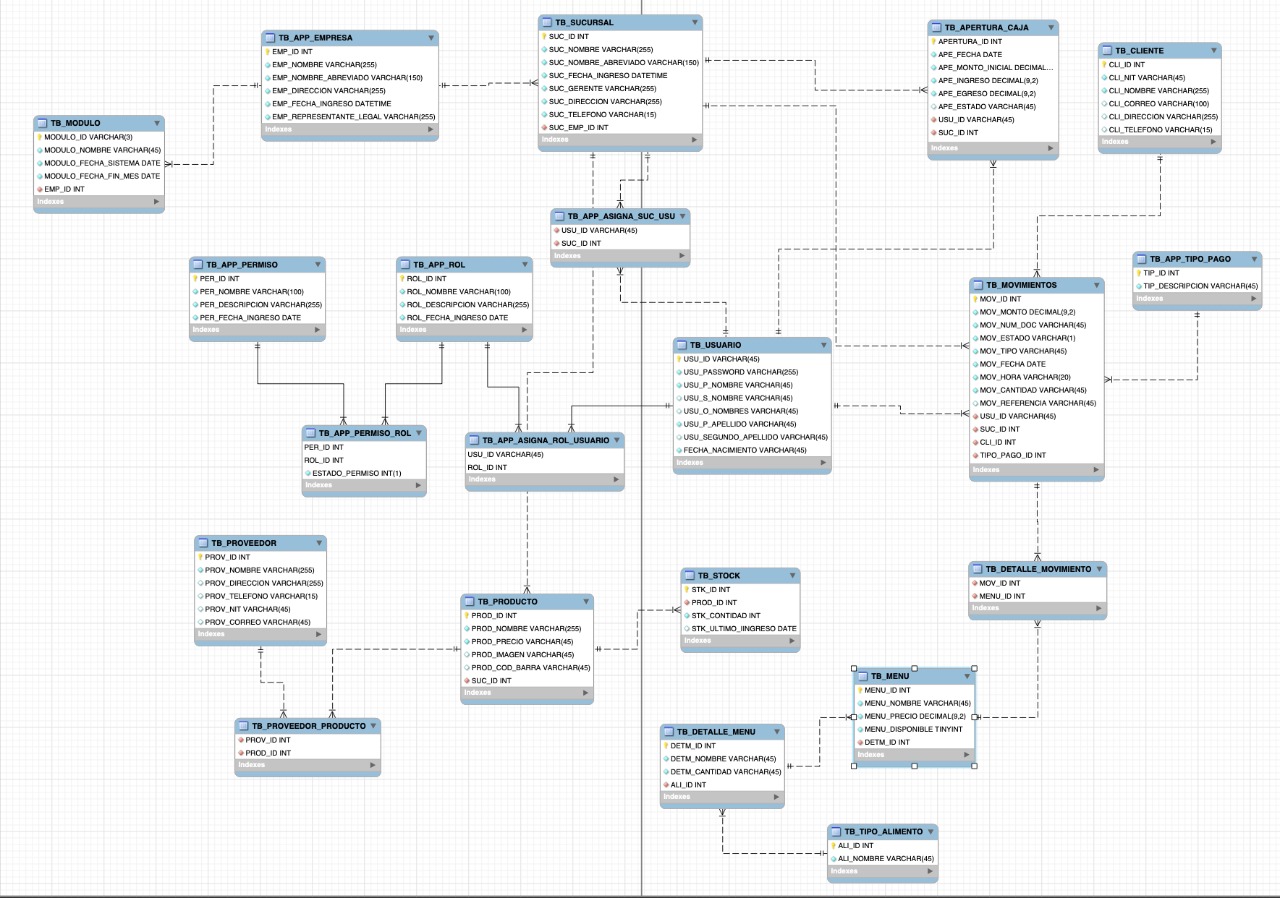 TB_APP_EMPRESA
EMP_ID INT
EMP_NOMBRE VARCHAR(255)
EMP_NOMBRE_ABREVIADO VARCHAR(150)
EMP_DIRECCION VARCHAR(255)
EMP_FECHA_INGRESO DATETIME
EMP_REPRESENTANTE_LEGAL VARCHAR(255)
Indexes
TB_SUCURSAL
SUC_ID INT
SUC_NOMBRE VARCHAR(255)
SUC_NOMBRE_ABREVIADO VARCHAR(150)
SUC_FECHA_INGRESO DATETIME
SUC_GERENTE VARCHAR(255)
SUC_DIRECCION VARCHAR(255)
SUC_TELEFONO VARCHAR(15)
SUC_EMP_ID INT
Indexes
TB_APERTURA_CAJA
APERTURA_ID INT
APE_FECHA DATE
APE_MONTO_INICIAL DECIMAL...
APE_INGRESO DECIMAL(9,2)
APE_EGRESO DECIMAL(9,2)
APE_ESTADO VARCHAR(45)
USU_ID VARCHAR(45)
SUC_ID INT
Indexes
TB_CLIENTE
CLI_ID INT
CLI_NIT VARCHAR(45)
CLI_NOMBRE VARCHAR(255)
CLI_CORREO VARCHAR(100)
CLI_DIRECCION VARCHAR(255)
CLI_TELEFONO VARCHAR(15)
Indexes
TB_MODULO
MODULO_ID VARCHAR(3)
MODULO_NOMBRE VARCHAR(45)
MODULO_FECHA_SISTEMA DATE
MODULO_FECHA_FIN_MES DATE
EMP_ID INT
Indexes
TB_APP_ASIGNA_SUC_USU
USU_ID VARCHAR(45)
SUC_ID INT
Indexes
TB_APP_PERMISO
PER_ID INT
PER_NOMBRE VARCHAR(100)
PER_DESCRIPCION VARCHAR(255)
PER_FECHA_INGRESO DATE
Indexes
TB_APP_ROL
ROL_ID INT
ROL_NOMBRE VARCHAR(100)
ROL_DESCRIPCION VARCHAR(255)
ROL_FECHA_INGRESO DATE
Indexes
TB_APP_TIPO_PAGO
TIP_ID INT
TIP_DESCRIPCION VARCHAR(45)
Indexes
TB_MOVIMIENTOS
MOV_ID INT
MOV_MONTO DECIMAL(9,2)
MOV_NUM_DOC VARCHAR(45)
MOV_ESTADO VARCHAR(1)
MOV_TIPO VARCHAR(45)
MOV_FECHA DATE
MOV_HORA VARCHAR(20)
MOV_CANTIDAD VARCHAR(45)
MOV_REFERENCIA VARCHAR(45)
USU_ID VARCHAR(45)
SUC_ID INT
CLI_ID INT
TIPO_PAGO_ID INT
Indexes
TB_USUARIO
USU_ID VARCHAR(45)
USU_PASSWORD VARCHAR(255)
USU_P_NOMBRE VARCHAR(45)
USU_S_NOMBRE VARCHAR(45)
USU_O_NOMBRES VARCHAR(45)
USU_P_APELLIDO VARCHAR(45)
USU_SEGUNDO_APELLIDO VARCHAR(45)
FECHA_NACIMIENTO VARCHAR(45)
Indexes
TB_APP_PERMISO_ROL
PER_ID INT
ROL_ID INT
ESTADO_PERMISO INT(1)
Indexes
TB_APP_ASIGNA_ROL_USUARIO
USU_ID VARCHAR(45)
ROL_ID INT
Indexes
TB_PROVEEDOR
PROV_ID INT
PROV_NOMBRE VARCHAR(255)
PROV_DIRECCION VARCHAR(255)
PROV_TELEFONO VARCHAR(15)
PROV_NIT VARCHAR(45)
PROV_CORREO VARCHAR(45)
Indexes
TB_PRODUCTO
PROD_ID INT
PROD_NOMBRE VARCHAR(255)
PROD_PRECIO VARCHAR(45)
PROD_IMAGEN VARCHAR(45)
PROD_COD_BARRA VARCHAR(45)
SUC_ID INT
Indexes
TB_STOCK
STK_ID INT
PROD_ID INT
STK_CONTIDAD INT
STK_ULTIMO_IINGRESO DATE
Indexes
TB_DETALLE_MOVIMIENTO
MOV_ID INT
MENU_ID INT
Indexes
TB_MENU
MENU_ID INT
MENU_NOMBRE VARCHAR(45)
MENU_PRECIO DECIMAL(9,2)
MENU_DISPONIBLE TINYINT
DETM_ID INT
Indexes
TB_PROVEEDOR_PRODUCTO
PROV_ID INT
PROD_ID INT
Indexes
TB_DETALLE_MENU
DETM_ID INT
DETM_NOMBRE VARCHAR(45)
DETM_CANTIDAD VARCHAR(45)
ALI_ID INT
Indexes
TB_TIPO_ALIMENTO
ALI_ID INT
ALI_NOMBRE VARCHAR(45)
Indexes